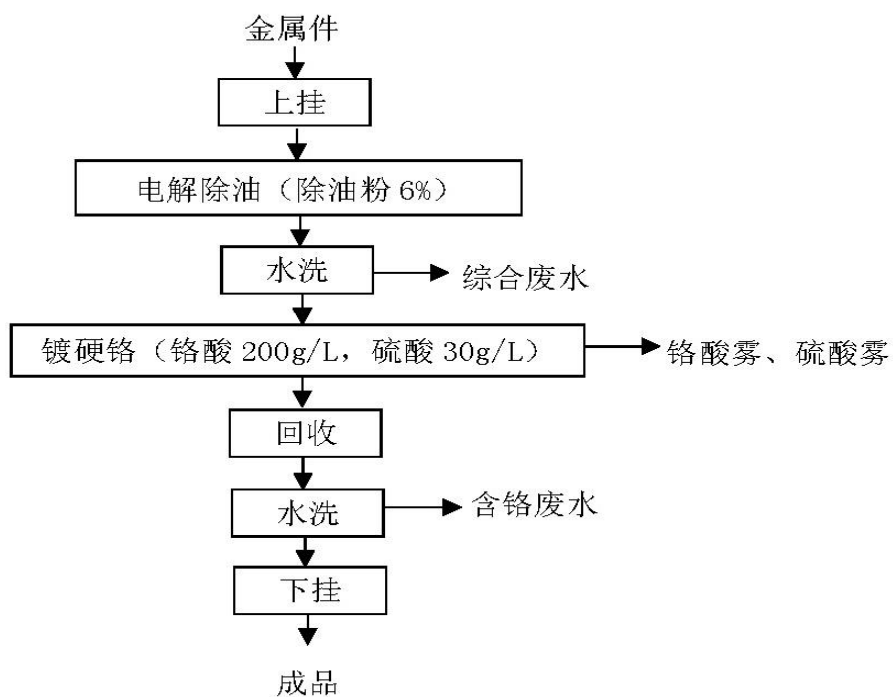 金属件
上挂
电解除油（除油粉 6%）
水洗
综合废水
镀硬铬（铬酸 200g/L，硫酸 30g/L）
铬酸雾、硫酸雾
回收
水洗
含铬废水
下挂
成品